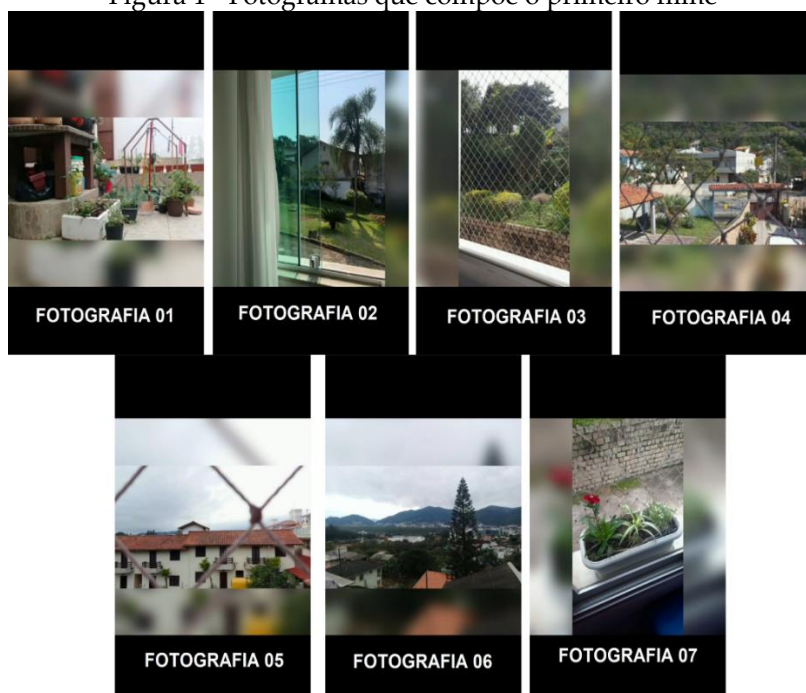 Figura 1 - Fotogramas que compõe o primeiro filme
FOTOGRAFIA 01
FOTOGRAFIA 02
FOTOGRAFIA 03
FOTOGRAFIA 04
FOTOGRAFIA 05
FOTOGRAFIA 06
FOTOGRAFIA 07